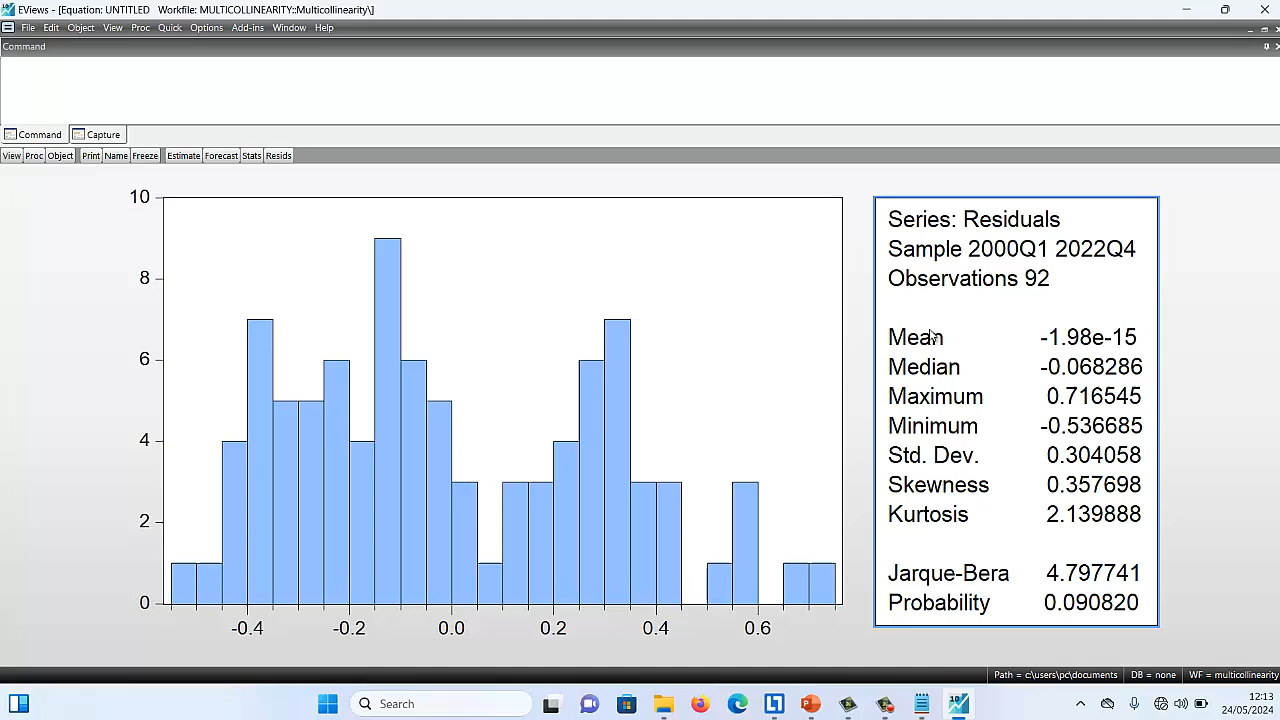 EViews - [Equation: UNTITLED   Workfile: MULTICOLLINEARITY::Multicollinearity\]
File Edit Object View Proc Quick Options Add-ins Window Help
Command
Command Capture
View Proc Object Print Name Freeze Estimate Forecast Stats Resids
10
8
6
4
2
0
-0.4 -0.2 0.0 0.2 0.4 0.6
Series: Residuals
Sample 2000Q1 2022Q4
Observations 92
Mean -1.98e-15
Median -0.068286
Maximum 0.716545
Minimum -0.536685
Std. Dev. 0.304058
Skewness 0.357698
Kurtosis 2.139888
Jarque-Bera 4.797741
Probability 0.090820
Path = c:\users\pc\documents DB = none WF = multicollinearity
Search
10
12:13
24/05/2024